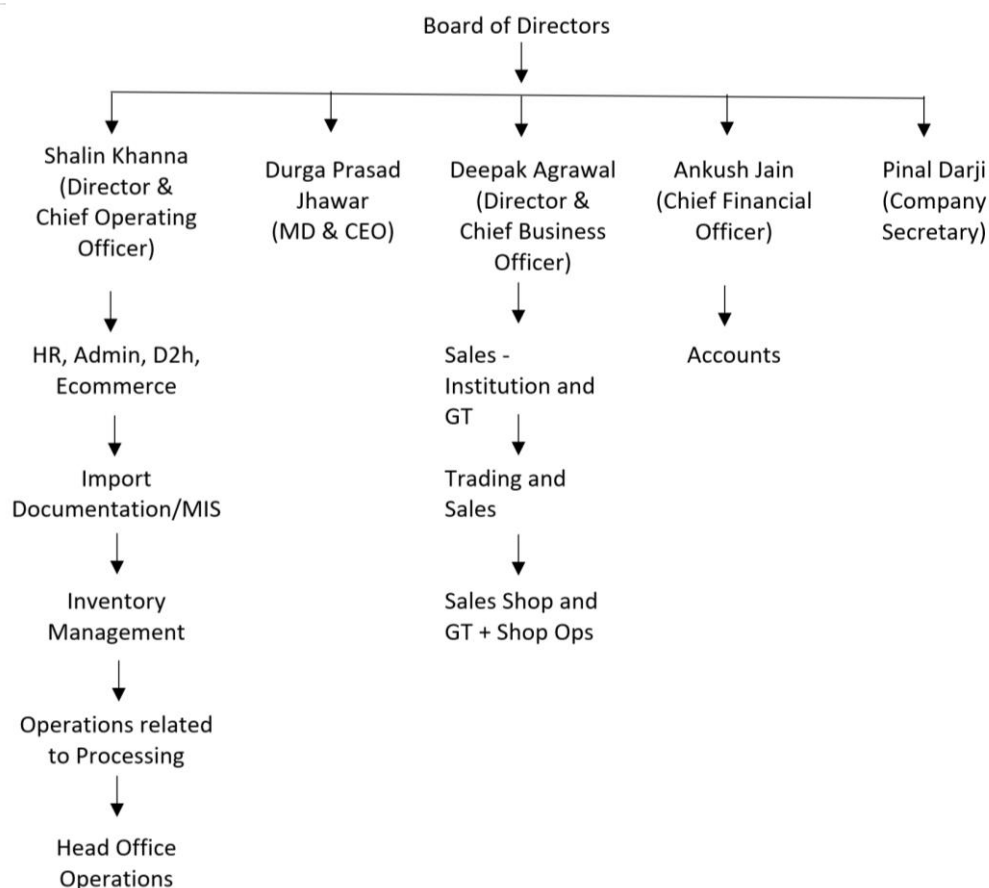 Board of Directors
Shalin Khanna
(Director &
Chief Operating
Officer)
Durga Prasad
Jhawar
(MD & CEO)
Deepak Agrawal
(Director &
Chief Business
Officer)
Ankush Jain
(Chief Financial
Officer)
Pinal Darji
(Company
Secretary)
HR, Admin, D2h,
Ecommerce
Sales -
Institution and
GT
Accounts
Import
Documentation/MIS
Trading and
Sales
Inventory
Management
Sales Shop and
GT + Shop Ops
Operations related
to Processing
Head Office
Operations